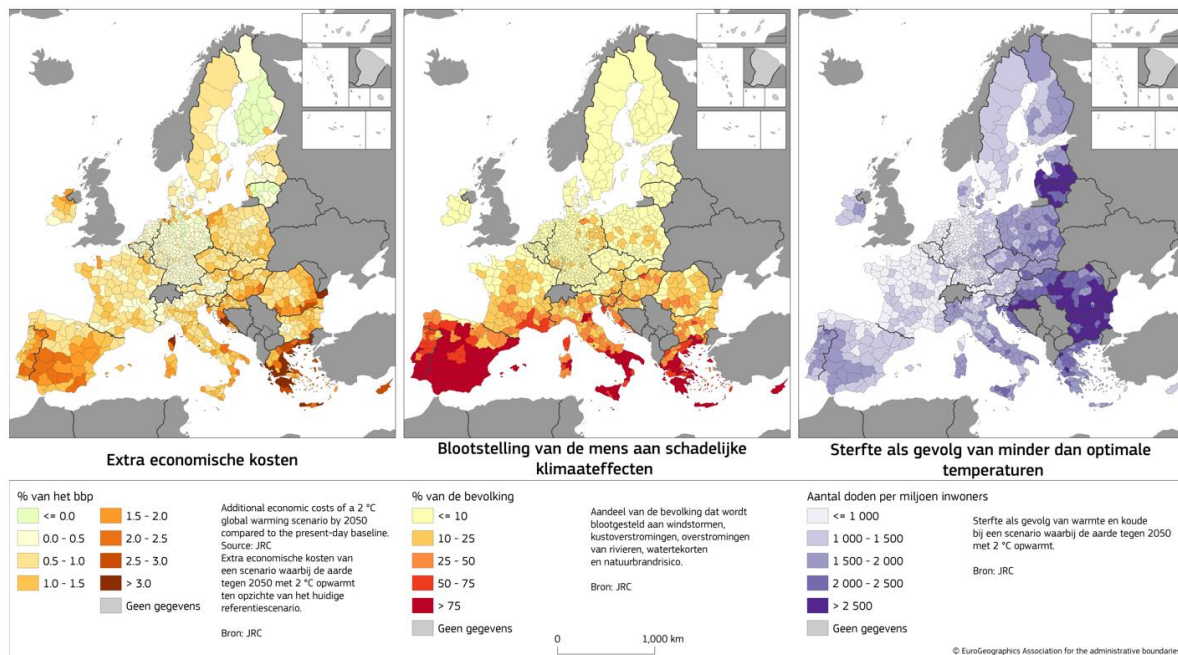 Extra economische kosten
Blootstelling van de mens aan schadelijke
klimaateffecten
Sterfte als gevolg van minder dan optimale
temperaturen
% van het bbp
<= 0.0
0.0 - 0.5
0.5 - 1.0
1.0 - 1.5
1.5 - 2.0
2.0 - 2.5
2.5 - 3.0
> 3.0
Geen gegevens
Additional economic costs of a 2 °C
global warming scenario by 2050
compared to the present-day baseline.
Source: JRC
Extra economische kosten van
een scenario waarbij de aarde
tegen 2050 met 2 °C opwarmt
ten opzichte van het huidige
referentiescenario.
Bron: JRC
% van de bevolking
<= 10
10 - 25
25 - 50
50 - 75
> 75
Geen gegevens
Aandeel van de bevolking dat wordt
blootgesteld aan windstormen,
kustoverstromingen, overstromingen
van rivieren, watertekorten
en natuurbrandrisico.
Bron: JRC
0 1,000 km
Aantal doden per miljoen inwoners
<= 1 000
1 000 - 1 500
1 500 - 2 000
2 000 - 2 500
> 2 500
Geen gegevens
Sterfte als gevolg van warmte en koude
bij een scenario waarbij de aarde tegen 2050
met 2 °C opwarmt.
Bron: JRC
© EuroGeographics Association for the administrative boundaries